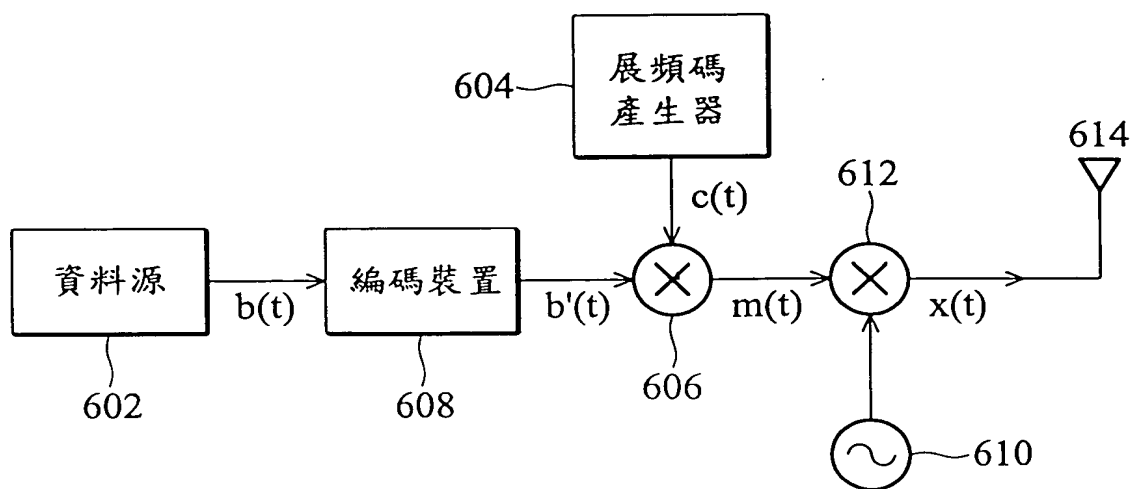 展頻碼
產生器
604
614
612
c(t)
資料源
編碼裝置
b(t)
b'(t)
m(t)
x(t)
602
608
606
610